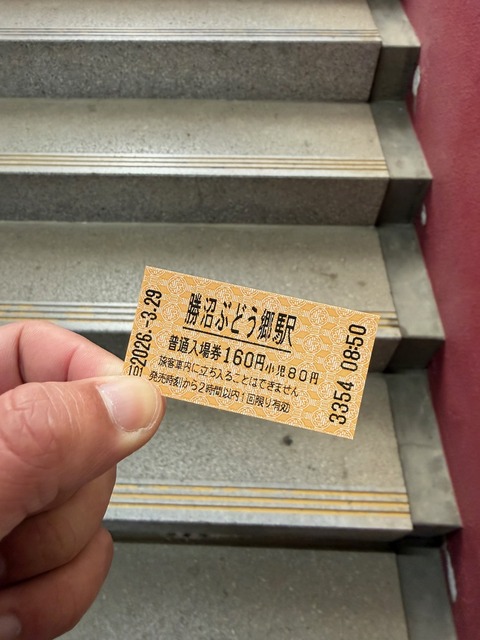 2026.-3.29
勝沼ぶどう郷駅
普通入場券160円小児80円
旅客車内に立ち入ることはできません
発売時刻から2時間以内1回限り有効
3354 08:50